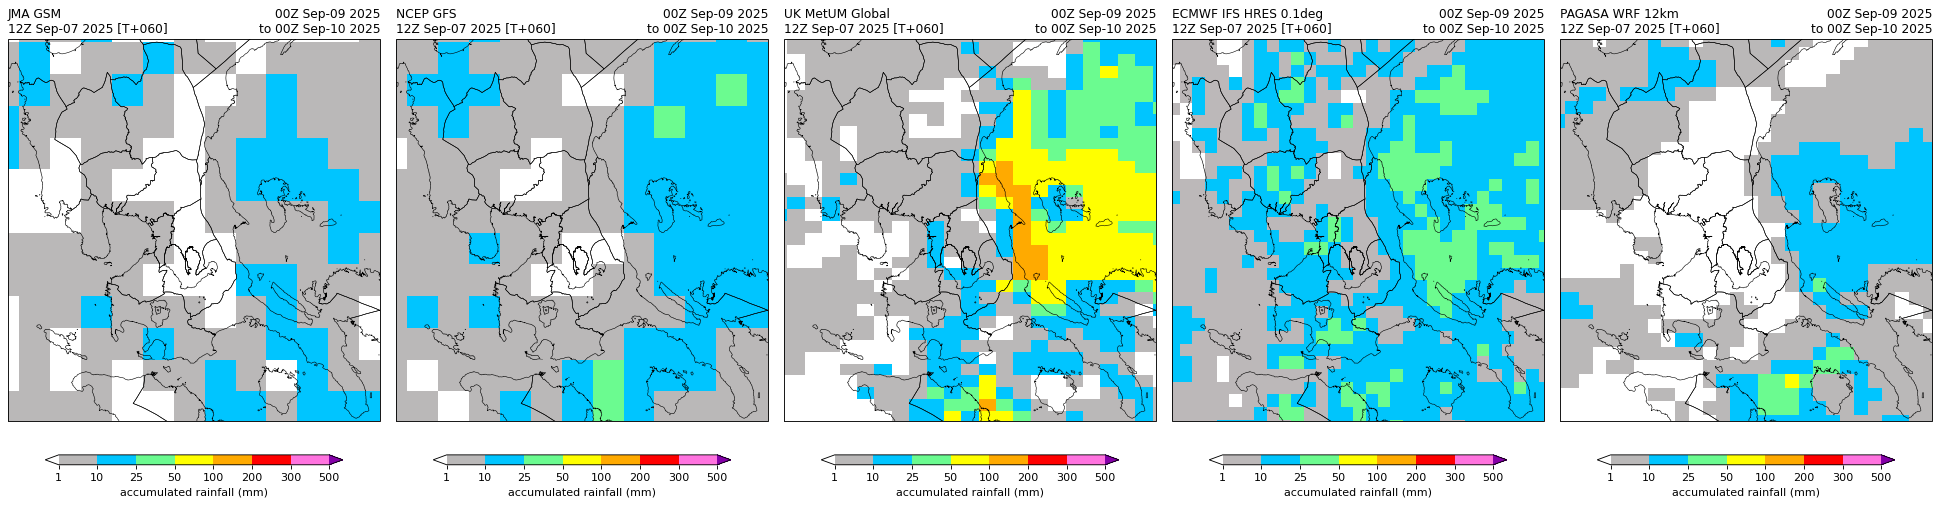 JMA GSM 00Z Sep-09 2025
12Z Sep-07 2025 [T+060] to 00Z Sep-10 2025
1 10 25 50 100 200 300 500
accumulated rainfall (mm)
NCEP GFS 00Z Sep-09 2025
12Z Sep-07 2025 [T+060] to 00Z Sep-10 2025
1 10 25 50 100 200 300 500
accumulated rainfall (mm)
UK MetUM Global 00Z Sep-09 2025
12Z Sep-07 2025 [T+060] to 00Z Sep-10 2025
1 10 25 50 100 200 300 500
accumulated rainfall (mm)
ECMWF IFS HRES 0.1deg 00Z Sep-09 2025
12Z Sep-07 2025 [T+060] to 00Z Sep-10 2025
1 10 25 50 100 200 300 500
accumulated rainfall (mm)
PAGASA WRF 12km 00Z Sep-09 2025
12Z Sep-07 2025 [T+060] to 00Z Sep-10 2025
1 10 25 50 100 200 300 500
accumulated rainfall (mm)